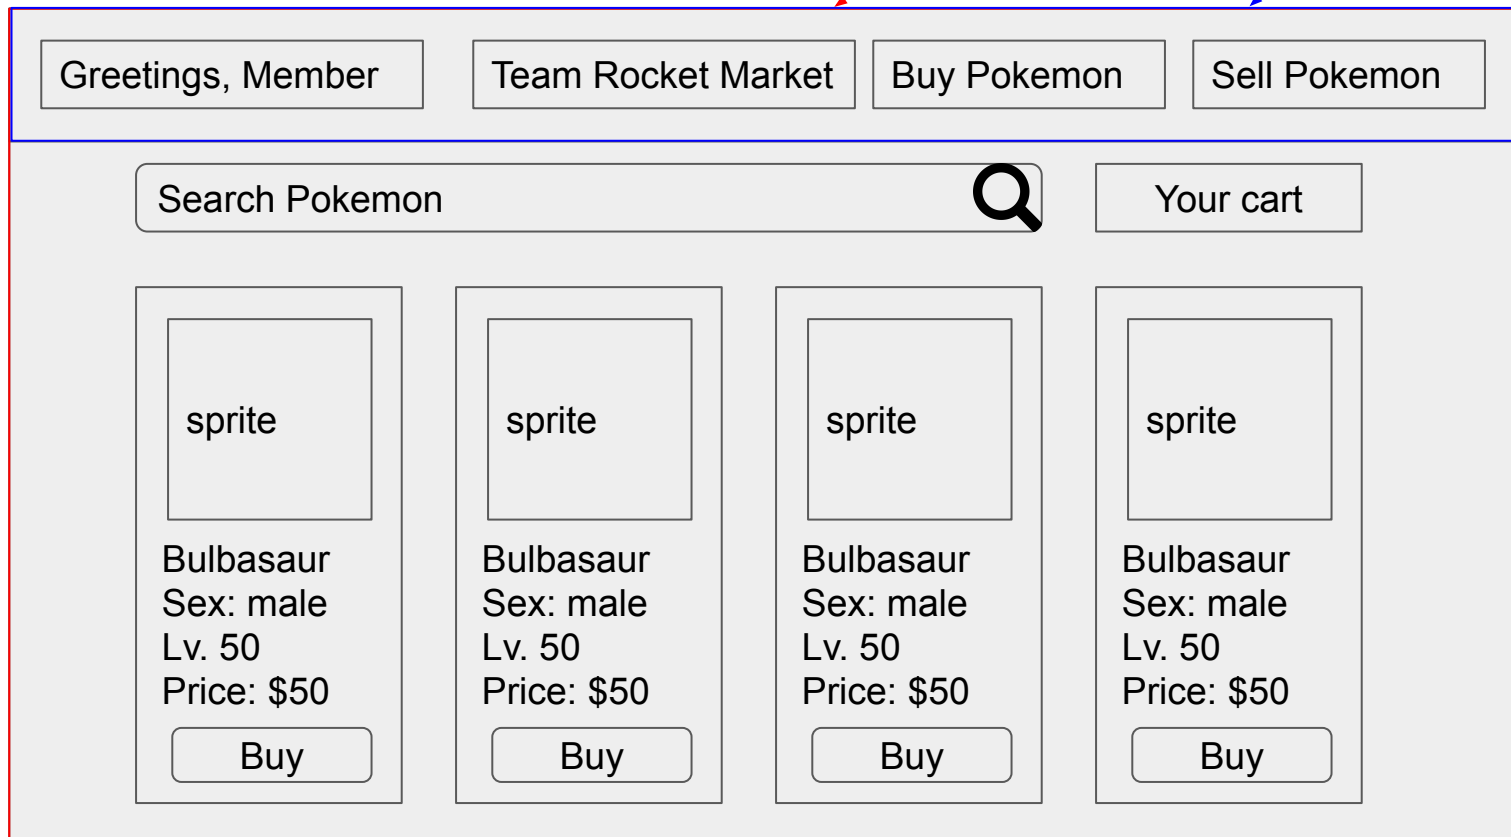 Greetings, Member
Team Rocket Market
Buy Pokemon
Sell Pokemon
Search Pokemon
Your cart
sprite
Bulbasaur
Sex: male
Lv. 50
Price: $50
Buy
sprite
Bulbasaur
Sex: male
Lv. 50
Price: $50
Buy
sprite
Bulbasaur
Sex: male
Lv. 50
Price: $50
Buy
sprite
Bulbasaur
Sex: male
Lv. 50
Price: $50
Buy